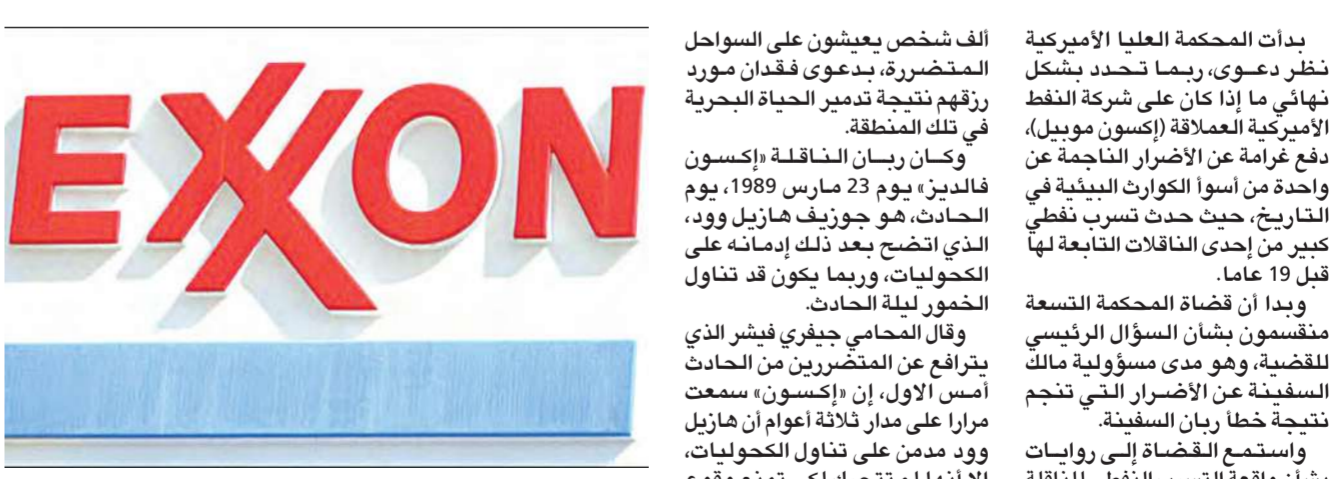 بدأت المحكمة العليا الأميركية
نظر دعوى، ربما تحدد بشكل
نهائي ما إذا كان على شركة النفط
الأميركية العملاقة (إكسون موبيل)،
دفع غرامة عن الأضرار الناجمة عن
واحدة من أسوأ الكوارث البيئية في
التاريخ، حيث حدث تسرب نفطي
كبير من إحدى الناقلات التابعة لها
قبل 19 عاما.
وبدا أن قضاة المحكمة التسعة
منقسمون بشأن السؤال الرئيسي
للقضية، وهو مدى مسؤولية مالك
السفينة عن الأضرار التي تنجم
نتيجة خطأ ربان السفينة.
واستمع القضاة إلى روايات
ألف شخص يعيشون على السواحل
المتضررة، بدعوى فقدان مورد
رزقهم نتيجة تدمير الحياة البحرية
في تلك المنطقة.
وكان ربان الناقلة «إكسون
فالديز» يوم 23 مارس 1989، يوم
الحادث، هو جوزيف هازيل وود،
الذي اتضح بعد ذلك إدمانه على
الكحوليات، وربما يكون قد تناول
الخمور ليلة الحادث.
وقال المحامي جيفري فيشر الذي
يترافع عن المتضررين من الحادث
أمس الاول، إن «إكسون» سمعت
مرارا على مدار ثلاثة أعوام أن هازيل
وود مدمن على تناول الكحوليات،
EXXON